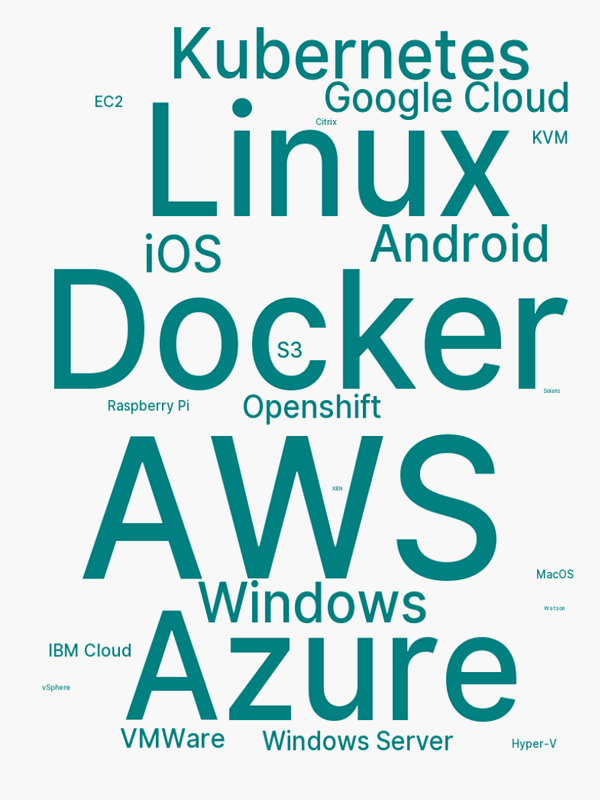 Kubernetes
Google Cloud
EC2
Citrix
Linux
KVM
iOS
Android
Docker
S3
Solaris
Raspberry Pi
Openshift
AWS
XEN
MacOS
Windows
Watson
Azure
IBM Cloud
vSphere
VMWare
Windows Server
Hyper-V